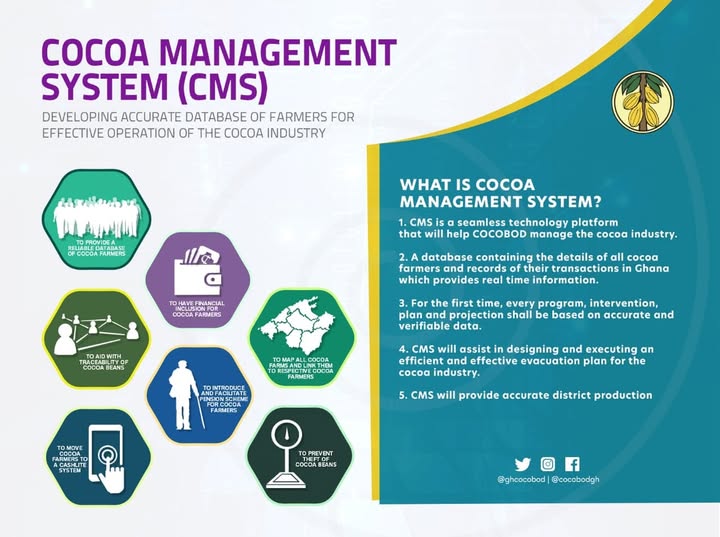 COCOA MANAGEMENT
SYSTEM (CMS)
DEVELOPING ACCURATE DATABASE OF FARMERS FOR
EFFECTIVE OPERATION OF THE COCOA INDUSTRY
TO PROVIDE A
RELIABLE DATABASE
OF COCOA FARMERS
TO HAVE FINANCIAL
INCLUSION FOR
COCOA FARMERS
TO AID WITH
TRACEABILITY OF
COCOA BEANS
TO MAP ALL COCOA
FARMS AND LINK THEM
TO RESPECTIVE COCOA
FARMERS
TO INTRODUCE
AND FACILITATE
PENSION SCHEME
FOR COCOA
FARMERS
TO MOVE
COCOA
FARMERS TO
A CASHLITE
SYSTEM
TO PREVENT
THEFT OF
COCOA BEANS
WHAT IS COCOA
MANAGEMENT SYSTEM?
1. CMS is a seamless technology platform
that will help COCOBOD manage the cocoa industry.
2. A database containing the details of all cocoa
farmers and records of their transactions in Ghana
which provides real time information.
3. For the first time, every program, intervention,
plan and projection shall be based on accurate and
verifiable data.
4. CMS will assist in designing and executing an
efficient and effective evacuation plan for the
cocoa industry.
5. CMS will provide accurate district production
@ghcocobod | @cocobodgh